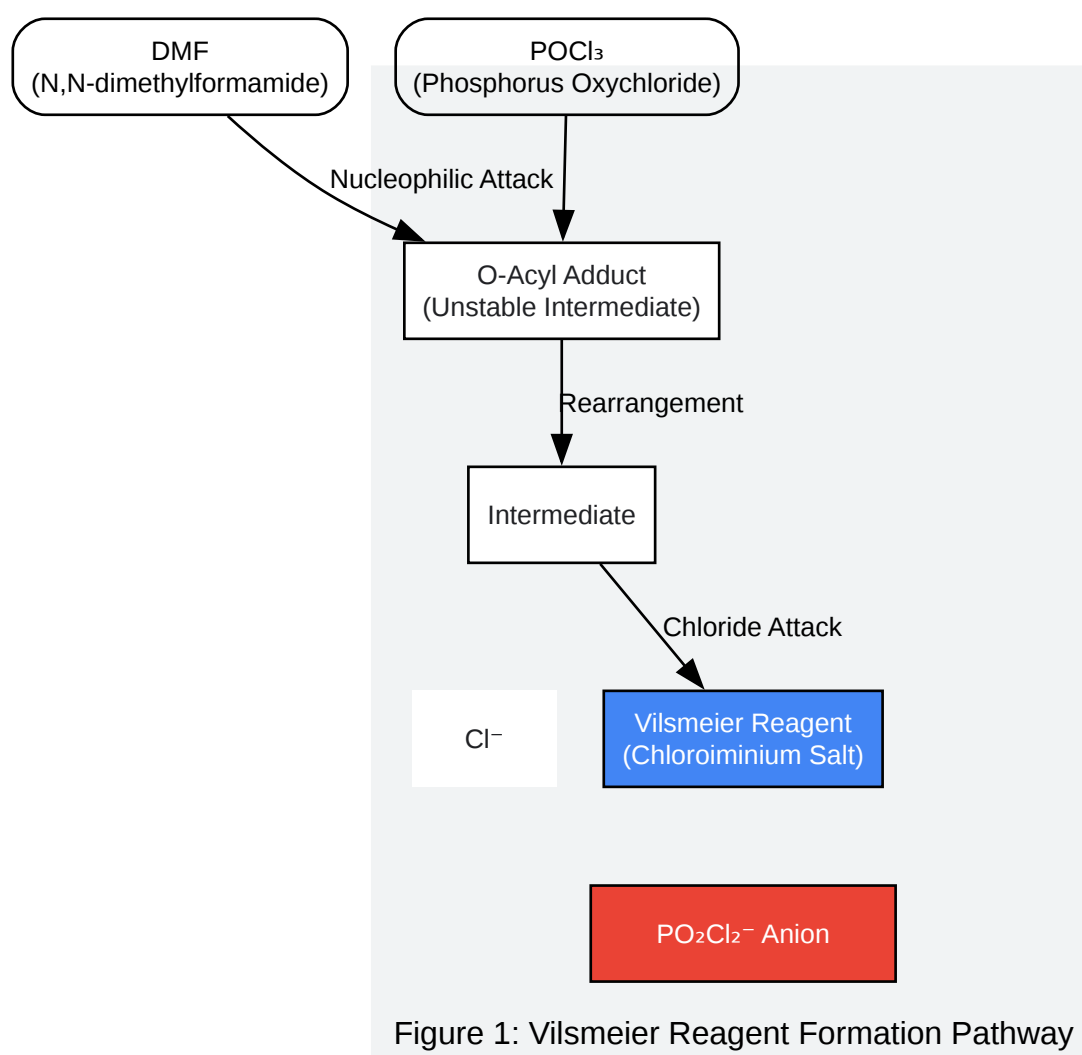 DMF
(N,N-dimethylformamide)
POCl₃
(Phosphorus Oxychloride)
Nucleophilic Attack
O-Acyl Adduct
(Unstable Intermediate)
Rearrangement
Intermediate
Chloride Attack
Cl⁻
Vilsmeier Reagent
(Chloroiminium Salt)
PO₂Cl₂⁻ Anion
Figure 1: Vilsmeier Reagent Formation Pathway